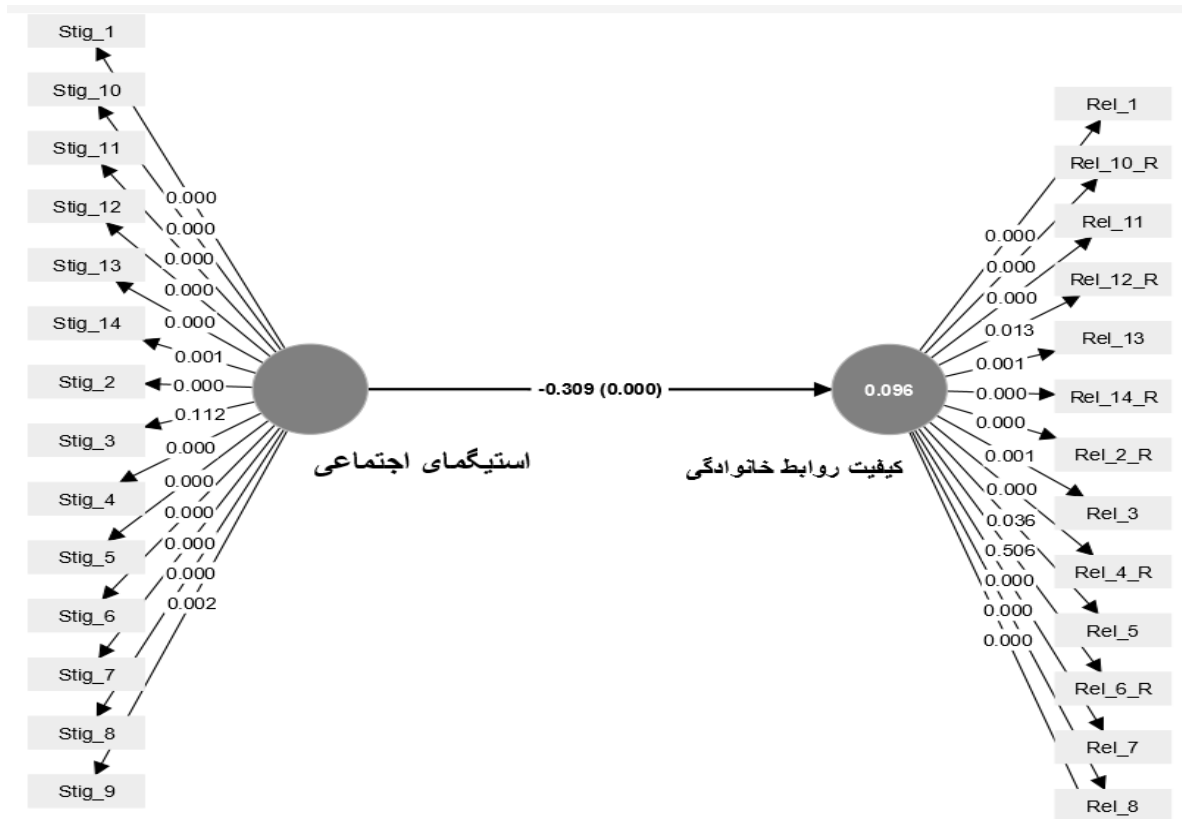 Stig_1
Stig_10
Stig_11
Stig_12
Stig_13
Stig_14
Stig_2
Stig_3
Stig_4
Stig_5
Stig_6
Stig_7
Stig_8
Stig_9
0.000
0.000
0.000
0.000
0.000
0.001
0.000
0.112
0.000
0.000
0.000
0.000
0.000
0.002
استیگمای اجتماعی
-0.309 (0.000)
0.096
کیفیت روابط خانوادگی
0.000
0.000
0.000
0.013
0.001
0.000
0.000
0.001
0.000
0.036
0.506
0.000
0.000
0.000
Rel_1
Rel_10_R
Rel_11
Rel_12_R
Rel_13
Rel_14_R
Rel_2_R
Rel_3
Rel_4_R
Rel_5
Rel_6_R
Rel_7
Rel_8